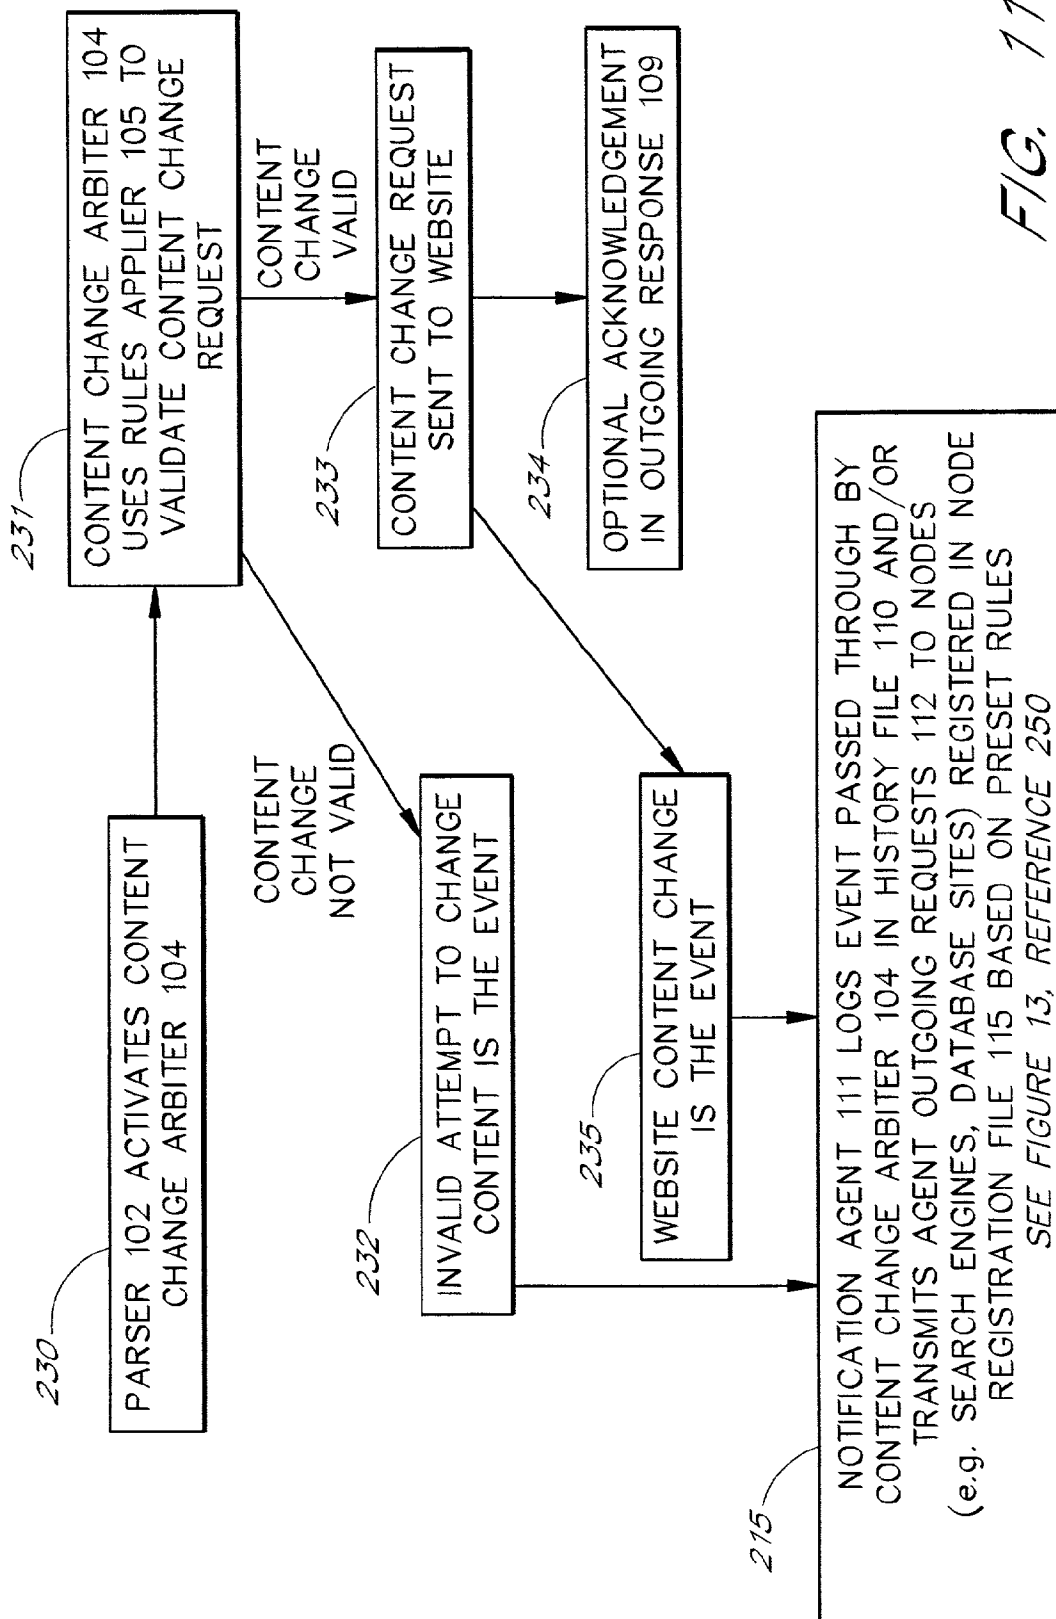 230
PARSER 102 ACTIVATES CONTENT
CHANGE ARBITER 104
231
CONTENT CHANGE ARBITER 104
USES RULES APPLIER 105 TO
VALIDATE CONTENT CHANGE
REQUEST
CONTENT
CHANGE
NOT VALID
CONTENT
CHANGE
VALID
232
INVALID ATTEMPT TO CHANGE
CONTENT IS THE EVENT
233
CONTENT CHANGE REQUEST
SENT TO WEBSITE
235
WEBSITE CONTENT CHANGE
IS THE EVENT
234
OPTIONAL ACKNOWLEDGEMENT
IN OUTGOING RESPONSE 109
215
NOTIFICATION AGENT 111 LOGS EVENT PASSED THROUGH BY
CONTENT CHANGE ARBITER 104 IN HISTORY FILE 110 AND/OR
TRANSMITS AGENT OUTGOING REQUESTS 112 TO NODES
(e.g. SEARCH ENGINES, DATABASE SITES) REGISTERED IN NODE
REGISTRATION FILE 115 BASED ON PRESET RULES
SEE FIGURE 13, REFERENCE 250
FIG. 11